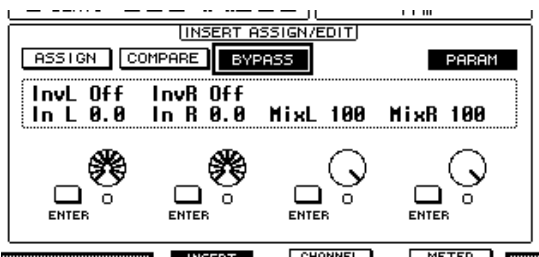 INSERT ASSIGN/EDIT
ASSIGN COMPARE BYPASS PARAM
InvL Off InvR Off
In L 0.0 In R 0.0 MixL 100 MixR 100
ENTER ENTER ENTER ENTER
INSERT CHANNEL METER